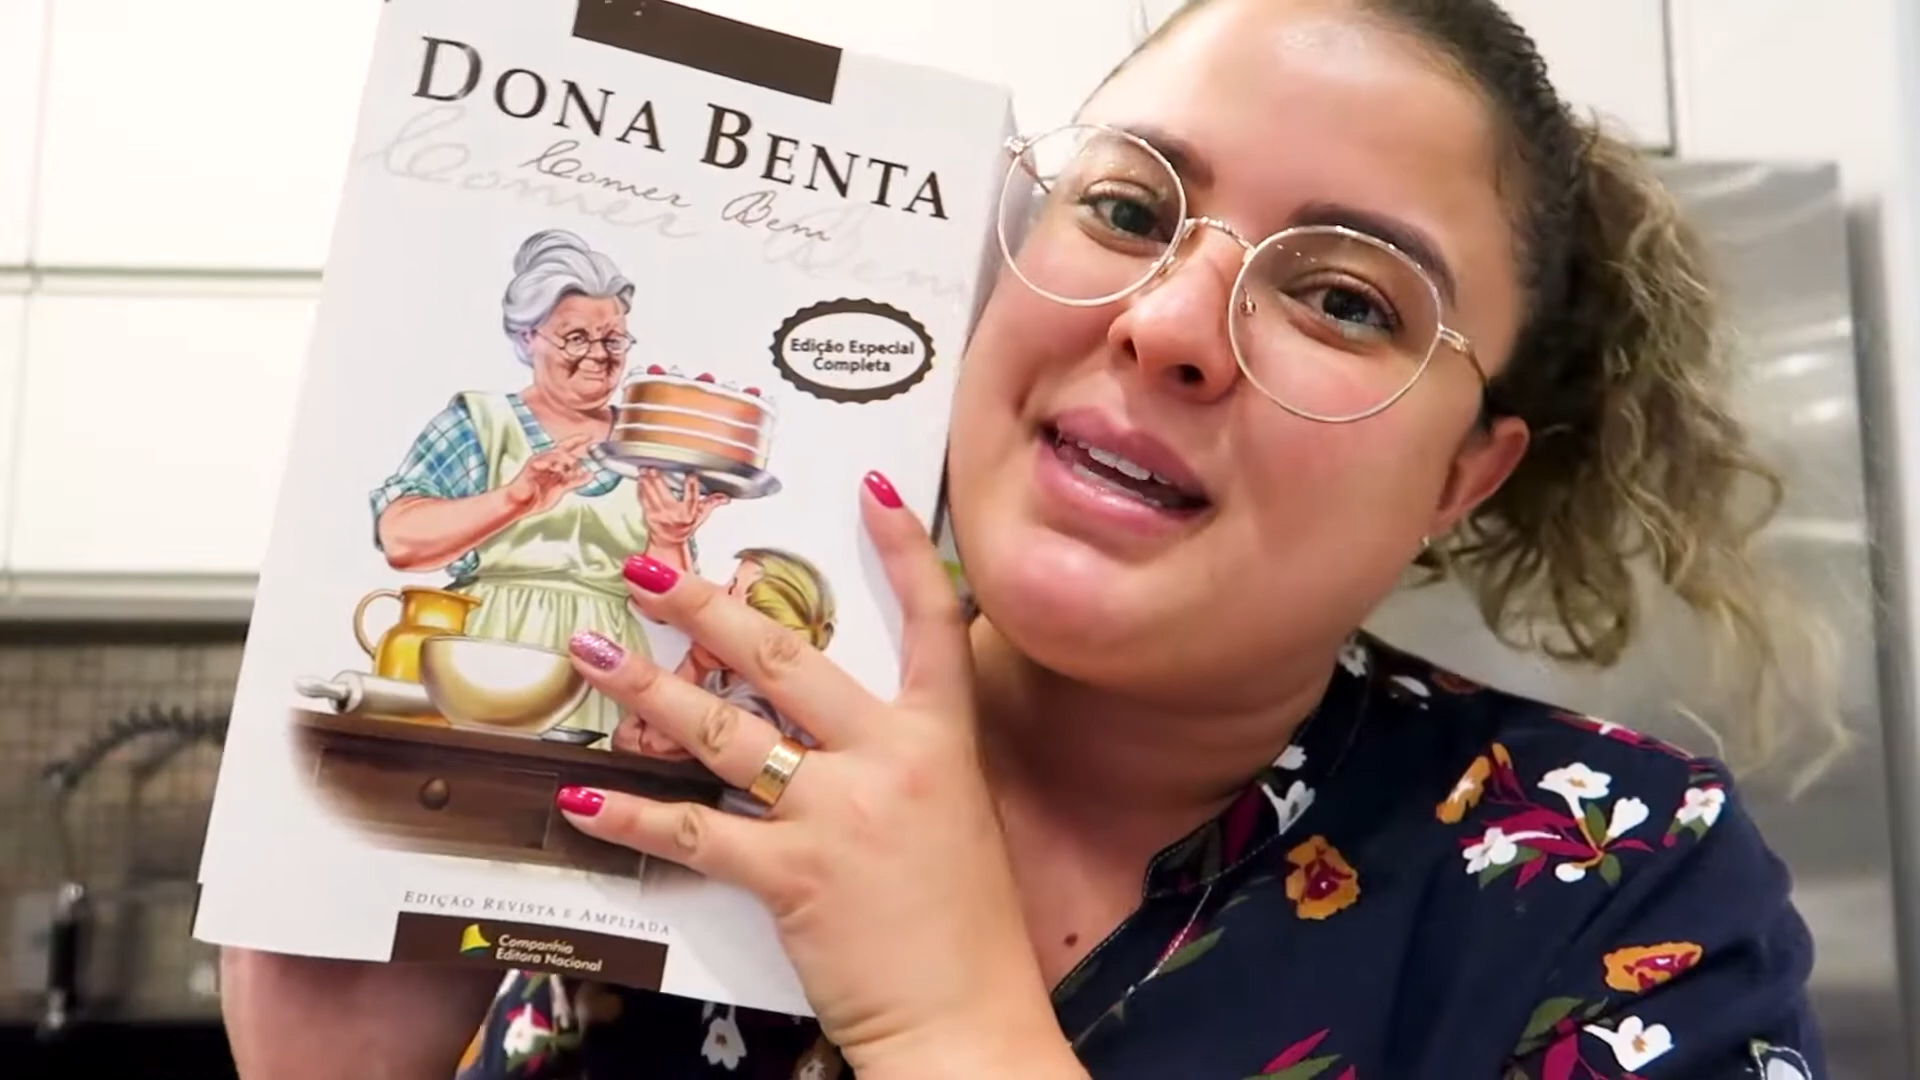 DONA BENTA
Comer Bem
Edição Especial
Completa
EDIÇÃO REVISTA E AMPLIADA
Companhia
Editora Nacional